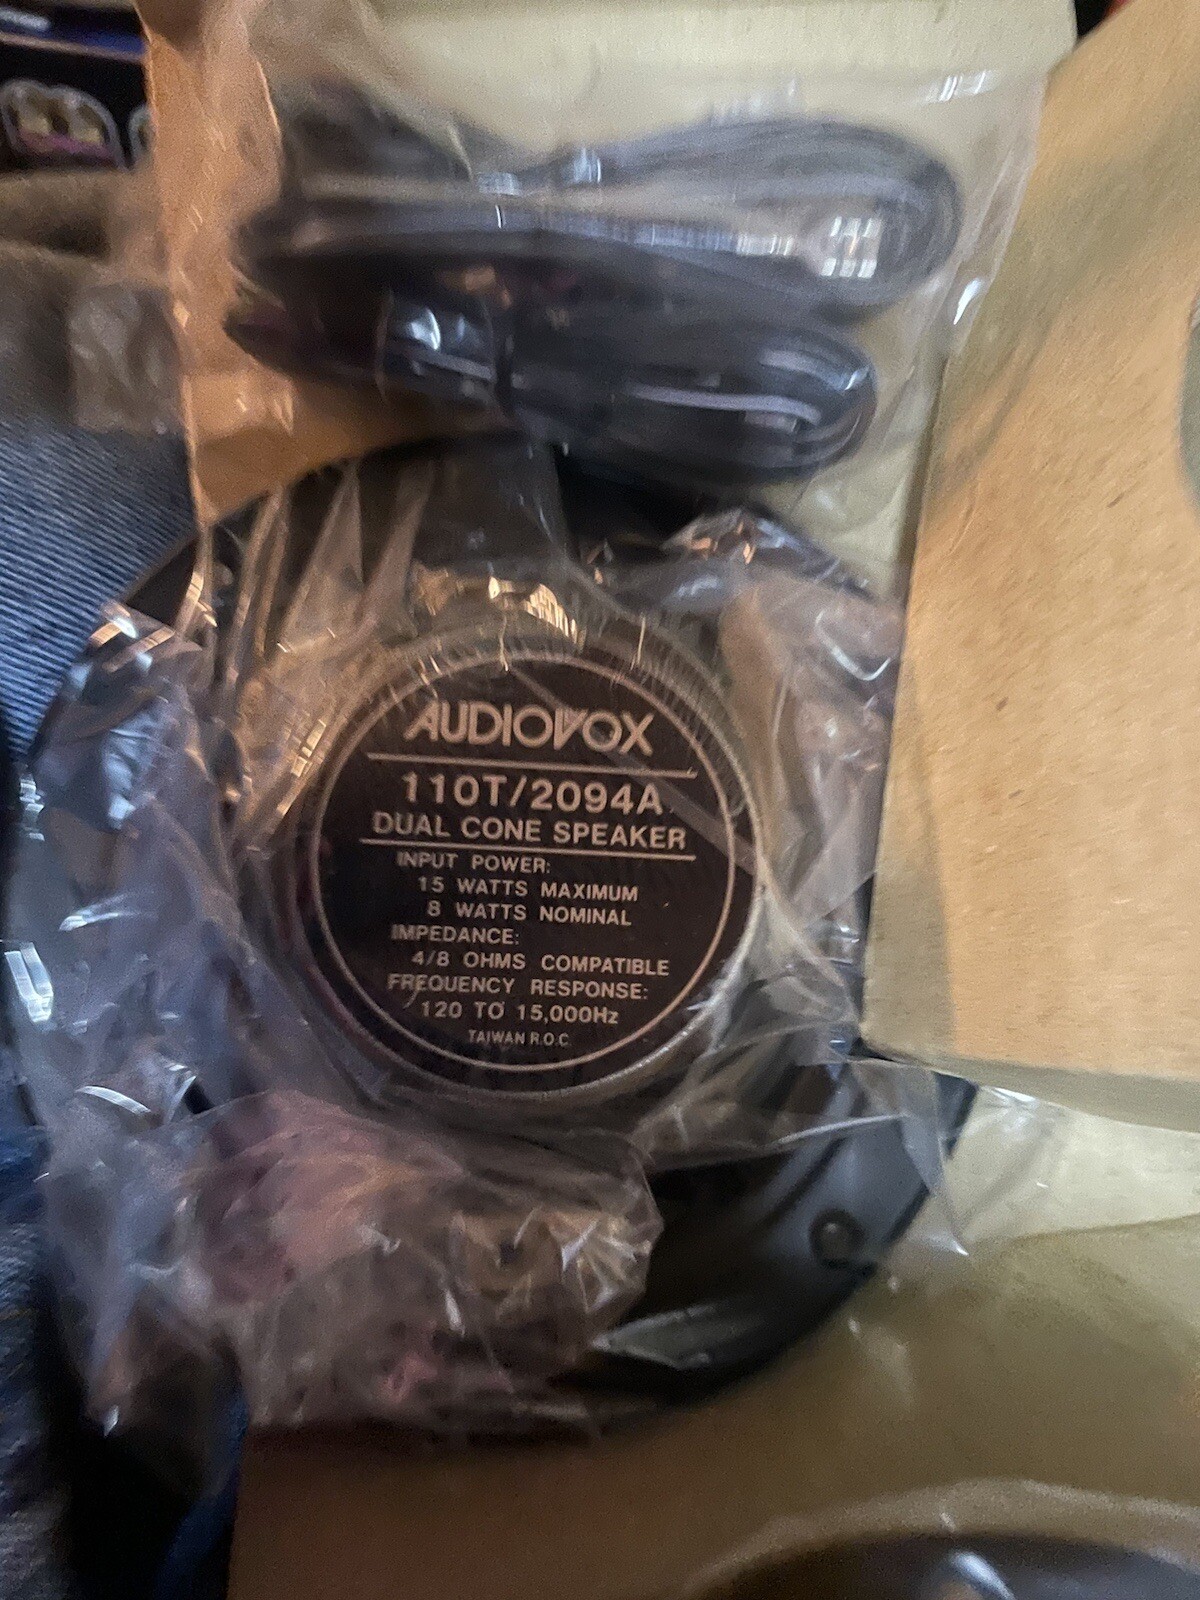 AUDIOVOX
110T/2094A
DUAL CONE SPEAKER
INPUT POWER:
15 WATTS MAXIMUM
8 WATTS NOMINAL
IMPEDANCE:
4/8 OHMS COMPATIBLE
FREQUENCY RESPONSE:
120 TO 15,000Hz
TAIWAN R.O.C.